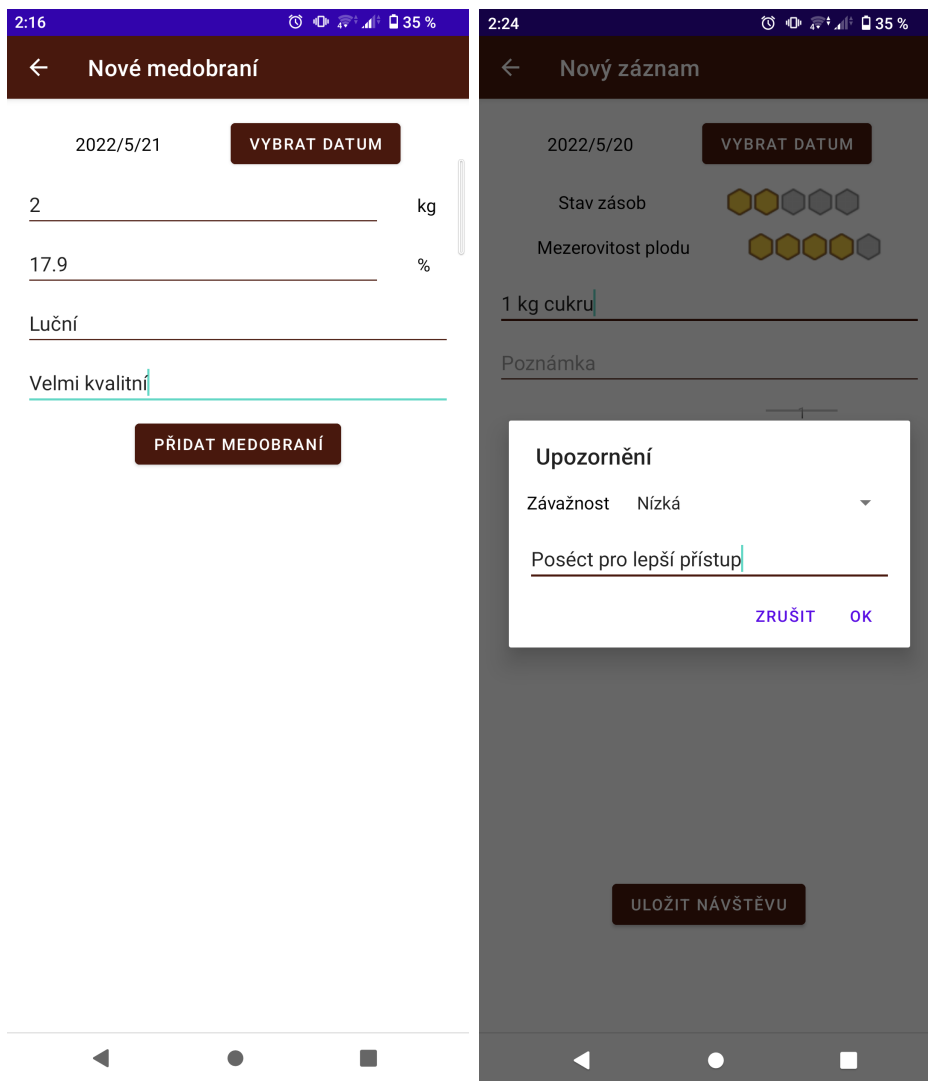 2:16
35 %
Nové medobraní
2022/5/21
VYBRAT DATUM
2
kg
17.9
%
Luční
Velmi kvalitní
PŘIDAT MEDOBRANÍ
2:24
35 %
Nový záznam
2022/5/20
VYBRAT DATUM
Stav zásob
Mezerovitost plodu
1 kg cukru
Poznámka
1
Upozornění
Závažnost
Nízká
Poséct pro lepší přístup
ZRUŠIT
OK
ULOŽIT NÁVŠTĚVU